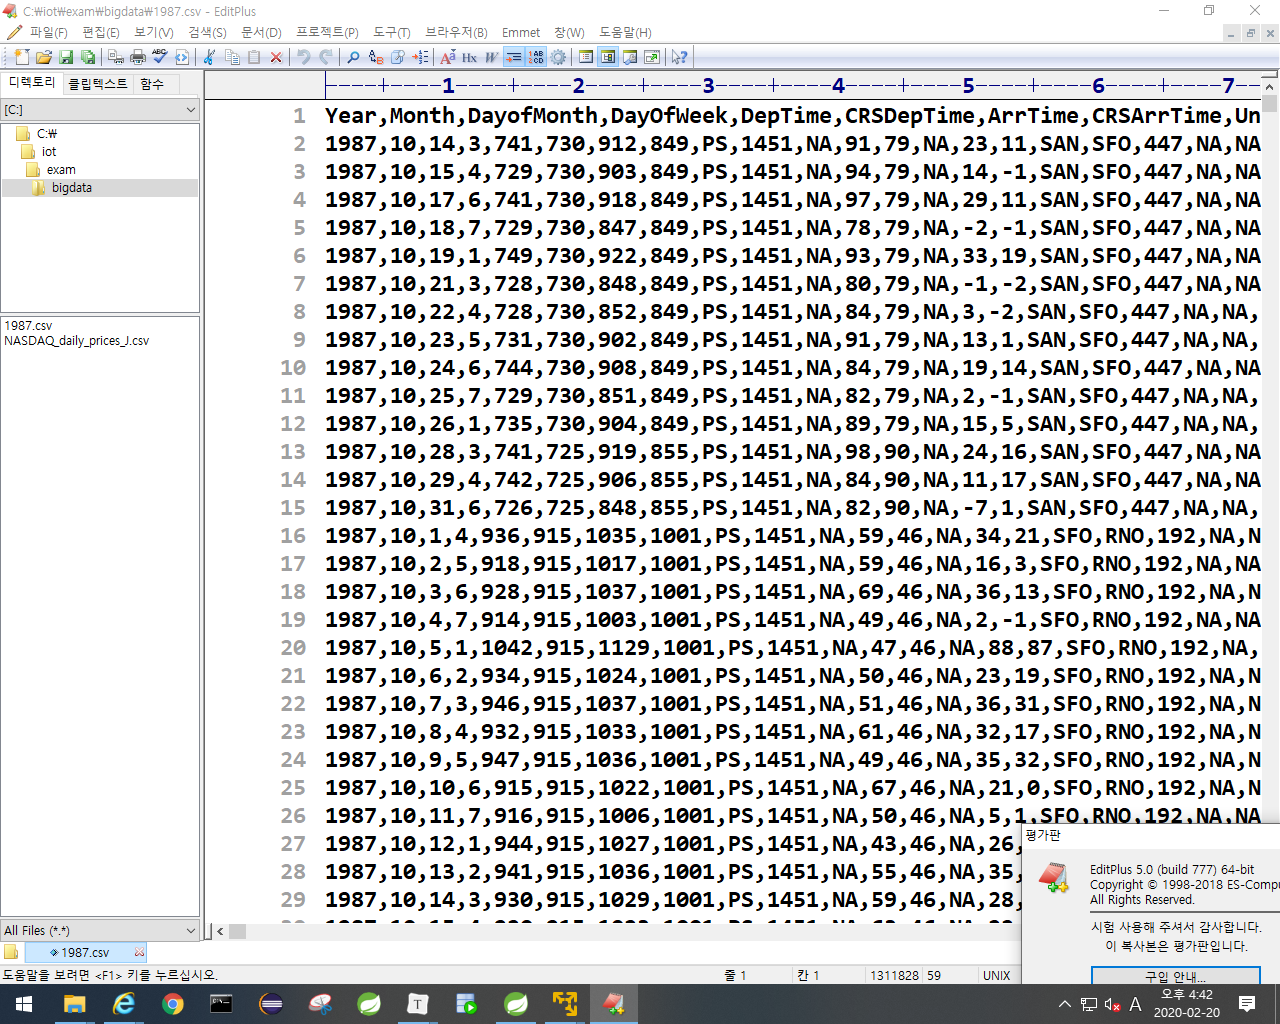 C:₩iot₩exam₩bigdata₩1987.csv - EditPlus
파일(F) 편집(E) 보기(V) 검색(S) 문서(D) 프로젝트(P) 도구(T) 브라우저(B) Emmet 창(W) 도움말(H)
디렉토리 클립텍스트 함수
[C:]
C:₩
iot
exam
bigdata
1987.csv
NASDAQ_daily_prices_J.csv
All Files (*.*)
----+----1----+----2----+----3----+----4----+----5----+----6----+----7--
1 Year,Month,DayofMonth,DayOfWeek,DepTime,CRSDepTime,ArrTime,CRSArrTime,Un
2 1987,10,14,3,741,730,912,849,PS,1451,NA,91,79,NA,23,11,SAN,SFO,447,NA,NA
3 1987,10,15,4,729,730,903,849,PS,1451,NA,94,79,NA,14,-1,SAN,SFO,447,NA,NA
4 1987,10,17,6,741,730,918,849,PS,1451,NA,97,79,NA,29,11,SAN,SFO,447,NA,NA
5 1987,10,18,7,729,730,847,849,PS,1451,NA,78,79,NA,-2,-1,SAN,SFO,447,NA,NA
6 1987,10,19,1,749,730,922,849,PS,1451,NA,93,79,NA,33,19,SAN,SFO,447,NA,NA
7 1987,10,21,3,728,730,848,849,PS,1451,NA,80,79,NA,-1,-2,SAN,SFO,447,NA,NA
8 1987,10,22,4,728,730,852,849,PS,1451,NA,84,79,NA,3,-2,SAN,SFO,447,NA,NA,
9 1987,10,23,5,731,730,902,849,PS,1451,NA,91,79,NA,13,1,SAN,SFO,447,NA,NA,
10 1987,10,24,6,744,730,908,849,PS,1451,NA,84,79,NA,19,14,SAN,SFO,447,NA,NA
11 1987,10,25,7,729,730,851,849,PS,1451,NA,82,79,NA,2,-1,SAN,SFO,447,NA,NA,
12 1987,10,26,1,735,730,904,849,PS,1451,NA,89,79,NA,15,5,SAN,SFO,447,NA,NA,
13 1987,10,28,3,741,725,919,855,PS,1451,NA,98,90,NA,24,16,SAN,SFO,447,NA,NA
14 1987,10,29,4,742,725,906,855,PS,1451,NA,84,90,NA,11,17,SAN,SFO,447,NA,NA
15 1987,10,31,6,726,725,848,855,PS,1451,NA,82,90,NA,-7,1,SAN,SFO,447,NA,NA,
16 1987,10,1,4,936,915,1035,1001,PS,1451,NA,59,46,NA,34,21,SFO,RNO,192,NA,N
17 1987,10,2,5,918,915,1017,1001,PS,1451,NA,59,46,NA,16,3,SFO,RNO,192,NA,NA
18 1987,10,3,6,928,915,1037,1001,PS,1451,NA,69,46,NA,36,13,SFO,RNO,192,NA,N
19 1987,10,4,7,914,915,1003,1001,PS,1451,NA,49,46,NA,2,-1,SFO,RNO,192,NA,NA
20 1987,10,5,1,1042,915,1129,1001,PS,1451,NA,47,46,NA,88,87,SFO,RNO,192,NA,
21 1987,10,6,2,934,915,1024,1001,PS,1451,NA,50,46,NA,23,19,SFO,RNO,192,NA,N
22 1987,10,7,3,946,915,1037,1001,PS,1451,NA,51,46,NA,36,31,SFO,RNO,192,NA,N
23 1987,10,8,4,932,915,1033,1001,PS,1451,NA,61,46,NA,32,17,SFO,RNO,192,NA,N
24 1987,10,9,5,947,915,1036,1001,PS,1451,NA,49,46,NA,35,32,SFO,RNO,192,NA,N
25 1987,10,10,6,915,915,1022,1001,PS,1451,NA,67,46,NA,21,0,SFO,RNO,192,NA,N
26 1987,10,11,7,916,915,1006,1001,PS,1451,NA,50,46,NA,5,1,SFO,RNO,192,NA,NA
27 1987,10,12,1,944,915,1027,1001,PS,1451,NA,43,46,NA,26,
28 1987,10,13,2,941,915,1036,1001,PS,1451,NA,55,46,NA,35,
29 1987,10,14,3,930,915,1029,1001,PS,1451,NA,59,46,NA,28,
평가판
EditPlus 5.0 (build 777) 64-bit
Copyright © 1998-2018 ES-Compu
All Rights Reserved.
시험 사용해 주셔서 감사합니다.
이 복사본은 평가판입니다.
구입 안내...
1987.csv
도움말을 보려면 <F1> 키를 누르십시오. 줄 1 칸 1 1311828 59 UNIX
A 오후 4:42
2020-02-20